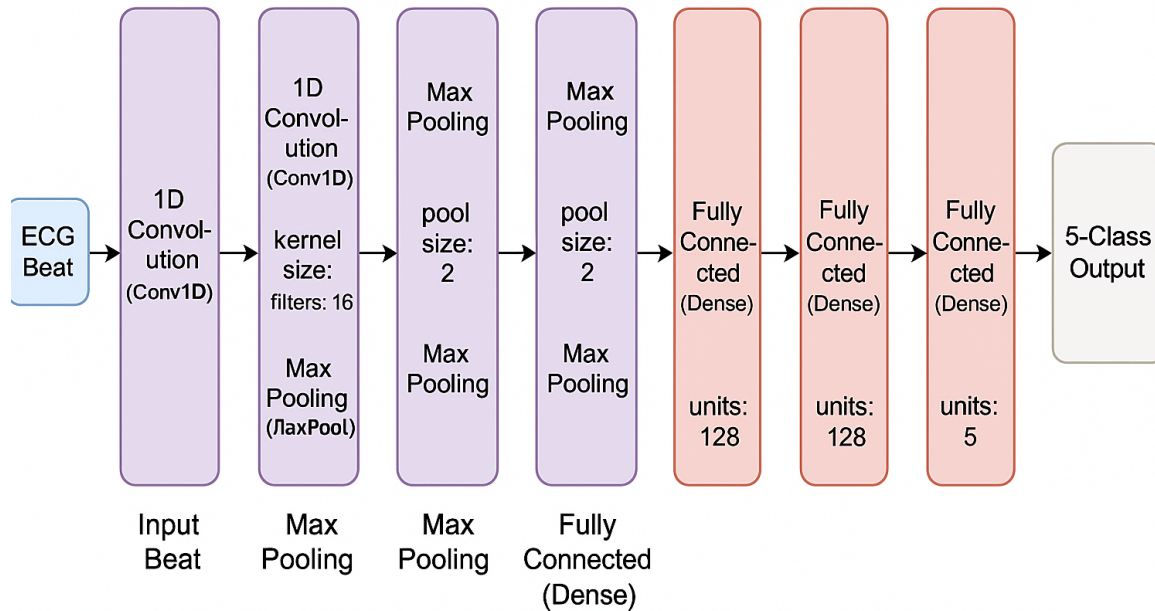 ECG
Beat
1D
Convol-
ution
(Conv1D)
1D
Convol-
ution
(Conv1D)
kernel
size:
filters: 16
Max
Pooling
(ЛaxPool)
Max
Pooling
pool
size:
2
Max
Pooling
Max
Pooling
pool
size:
2
Max
Pooling
Fully
Conne-
cted
(Dense)
units:
128
Fully
Conne-
cted
(Dense)
units:
128
Fully
Conne-
cted
(Dense)
units:
5
5-Class
Output
Input
Beat
Max
Pooling
Max
Pooling
Fully
Connected
(Dense)